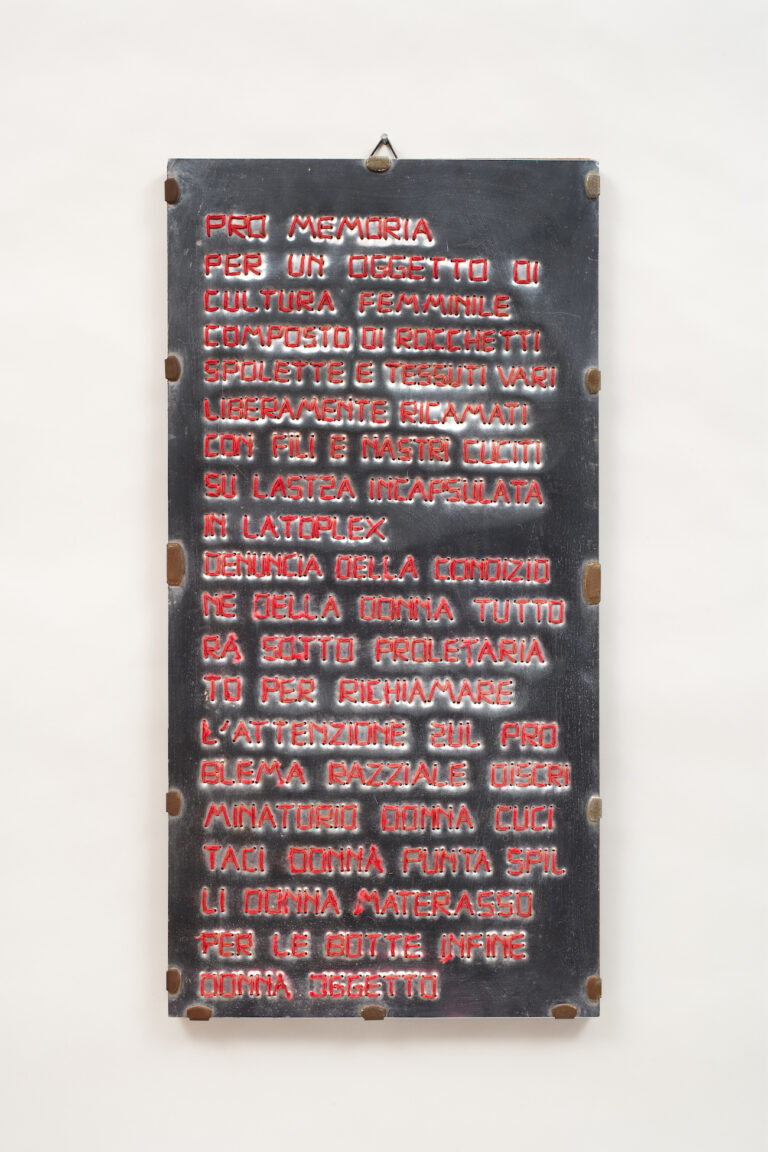 PRO MEMORIA
PER UN OGGETTO DI
CULTURA FEMMINILE
COMPOSTO DI ROCCHETTI
SPOLETTE E TESSUTI VARI
LIBERAMENTE RICAMATI
CON FILI E NASTRI CUCITI
SU LASTRA INCAPSULATA
IN LATOPLEX
DENUNCIA DELLA CONDIZIO
NE DELLA DONNA TUTTO
RA SOTTO PROLETARIA
TO PER RICHIAMARE
L'ATTENZIONE SUL PRO
BLEMA RAZZIALE DISCRI
MINATORIO DONNA CUCI
TACI DONNA PUNTA SPIL
LI DONNA MATERASSO
PER LE BOTTE INFINE
DONNA OGGETTO